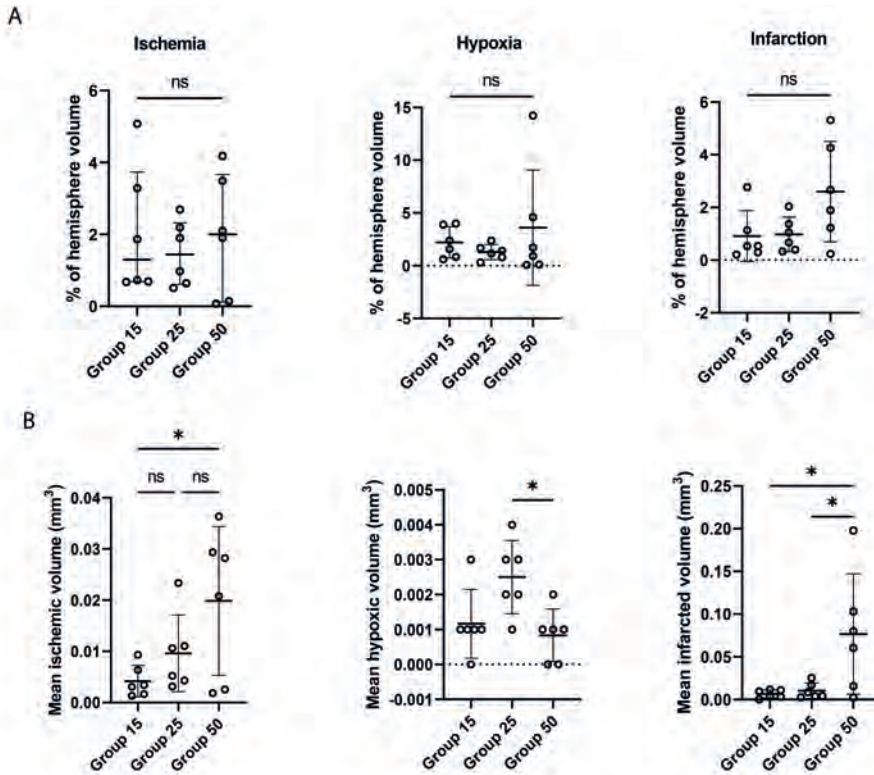 A
Ischemia
ns
% of hemisphere volume
6
4
2
0
Group 15
Group 25
Group 50
Hypoxia
ns
% of hemisphere volume
15
10
5
0
-5
Group 15
Group 25
Group 50
Infarction
ns
% of hemisphere volume
6
4
2
0
-2
Group 15
Group 25
Group 50
B
*
ns
ns
Mean ischemic volume (mm³)
0.04
0.03
0.02
0.01
0.00
Group 15
Group 25
Group 50
*
Mean hypoxic volume (mm³)
0.005
0.004
0.003
0.002
0.001
0.000
-0.001
Group 15
Group 25
Group 50
*
*
Mean infarcted volume (mm³)
0.25
0.20
0.15
0.10
0.05
0.00
Group 15
Group 25
Group 50